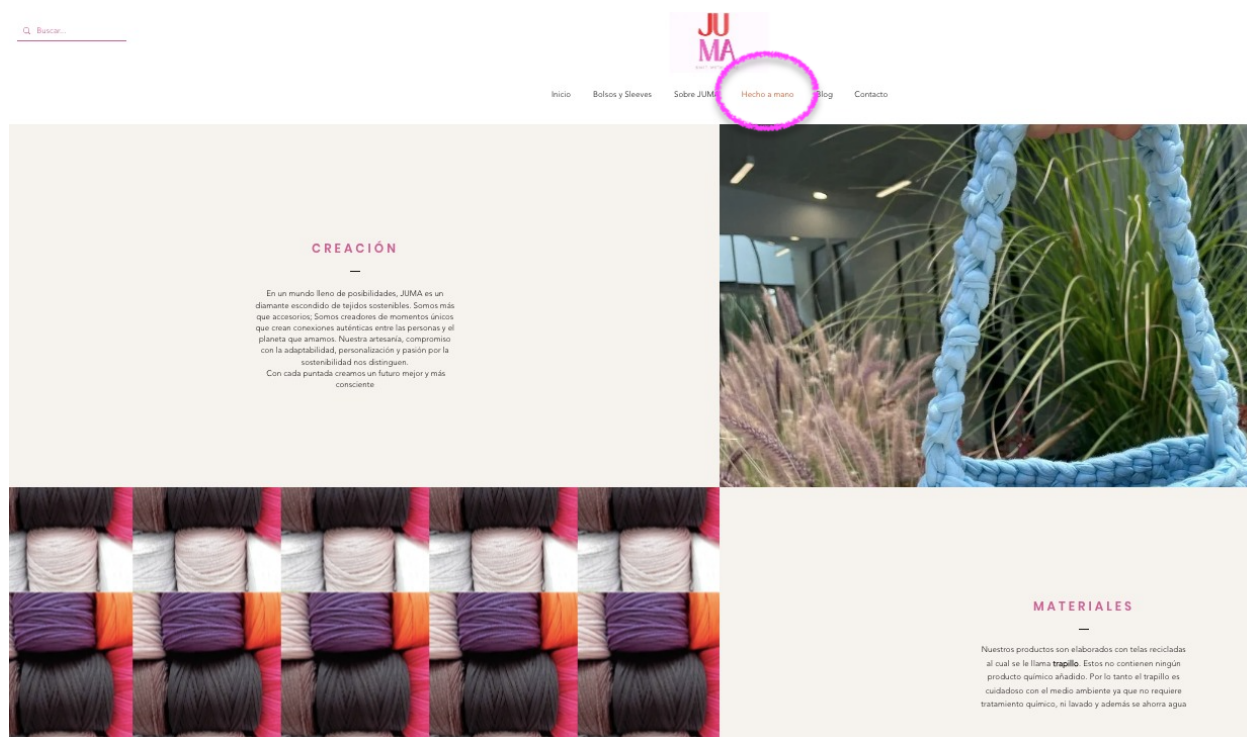 Buscar...
JU
MA
Inicio Bolsos y Sleeves Sobre JUMA Hecho a mano Blog Contacto
CREACIÓN
En un mundo lleno de posibilidades, JUMA es un
diamante escondido de tejidos sostenibles. Somos más
que accesorios; Somos creadores de momentos únicos
que crean conexiones auténticas entre las personas y el
planeta que amamos. Nuestra artesanía, compromiso
con la adaptabilidad, personalización y pasión por la
sostenibilidad nos distinguen.
Con cada puntada creamos un futuro mejor y más
consciente
MATERIALES
Nuestros productos son elaborados con telas recicladas
al cual se le llama trapillo. Estos no contienen ningún
producto químico añadido. Por lo tanto el trapillo es
cuidadoso con el medio ambiente ya que no requiere
tratamiento químico, ni lavado y además se ahorra agua